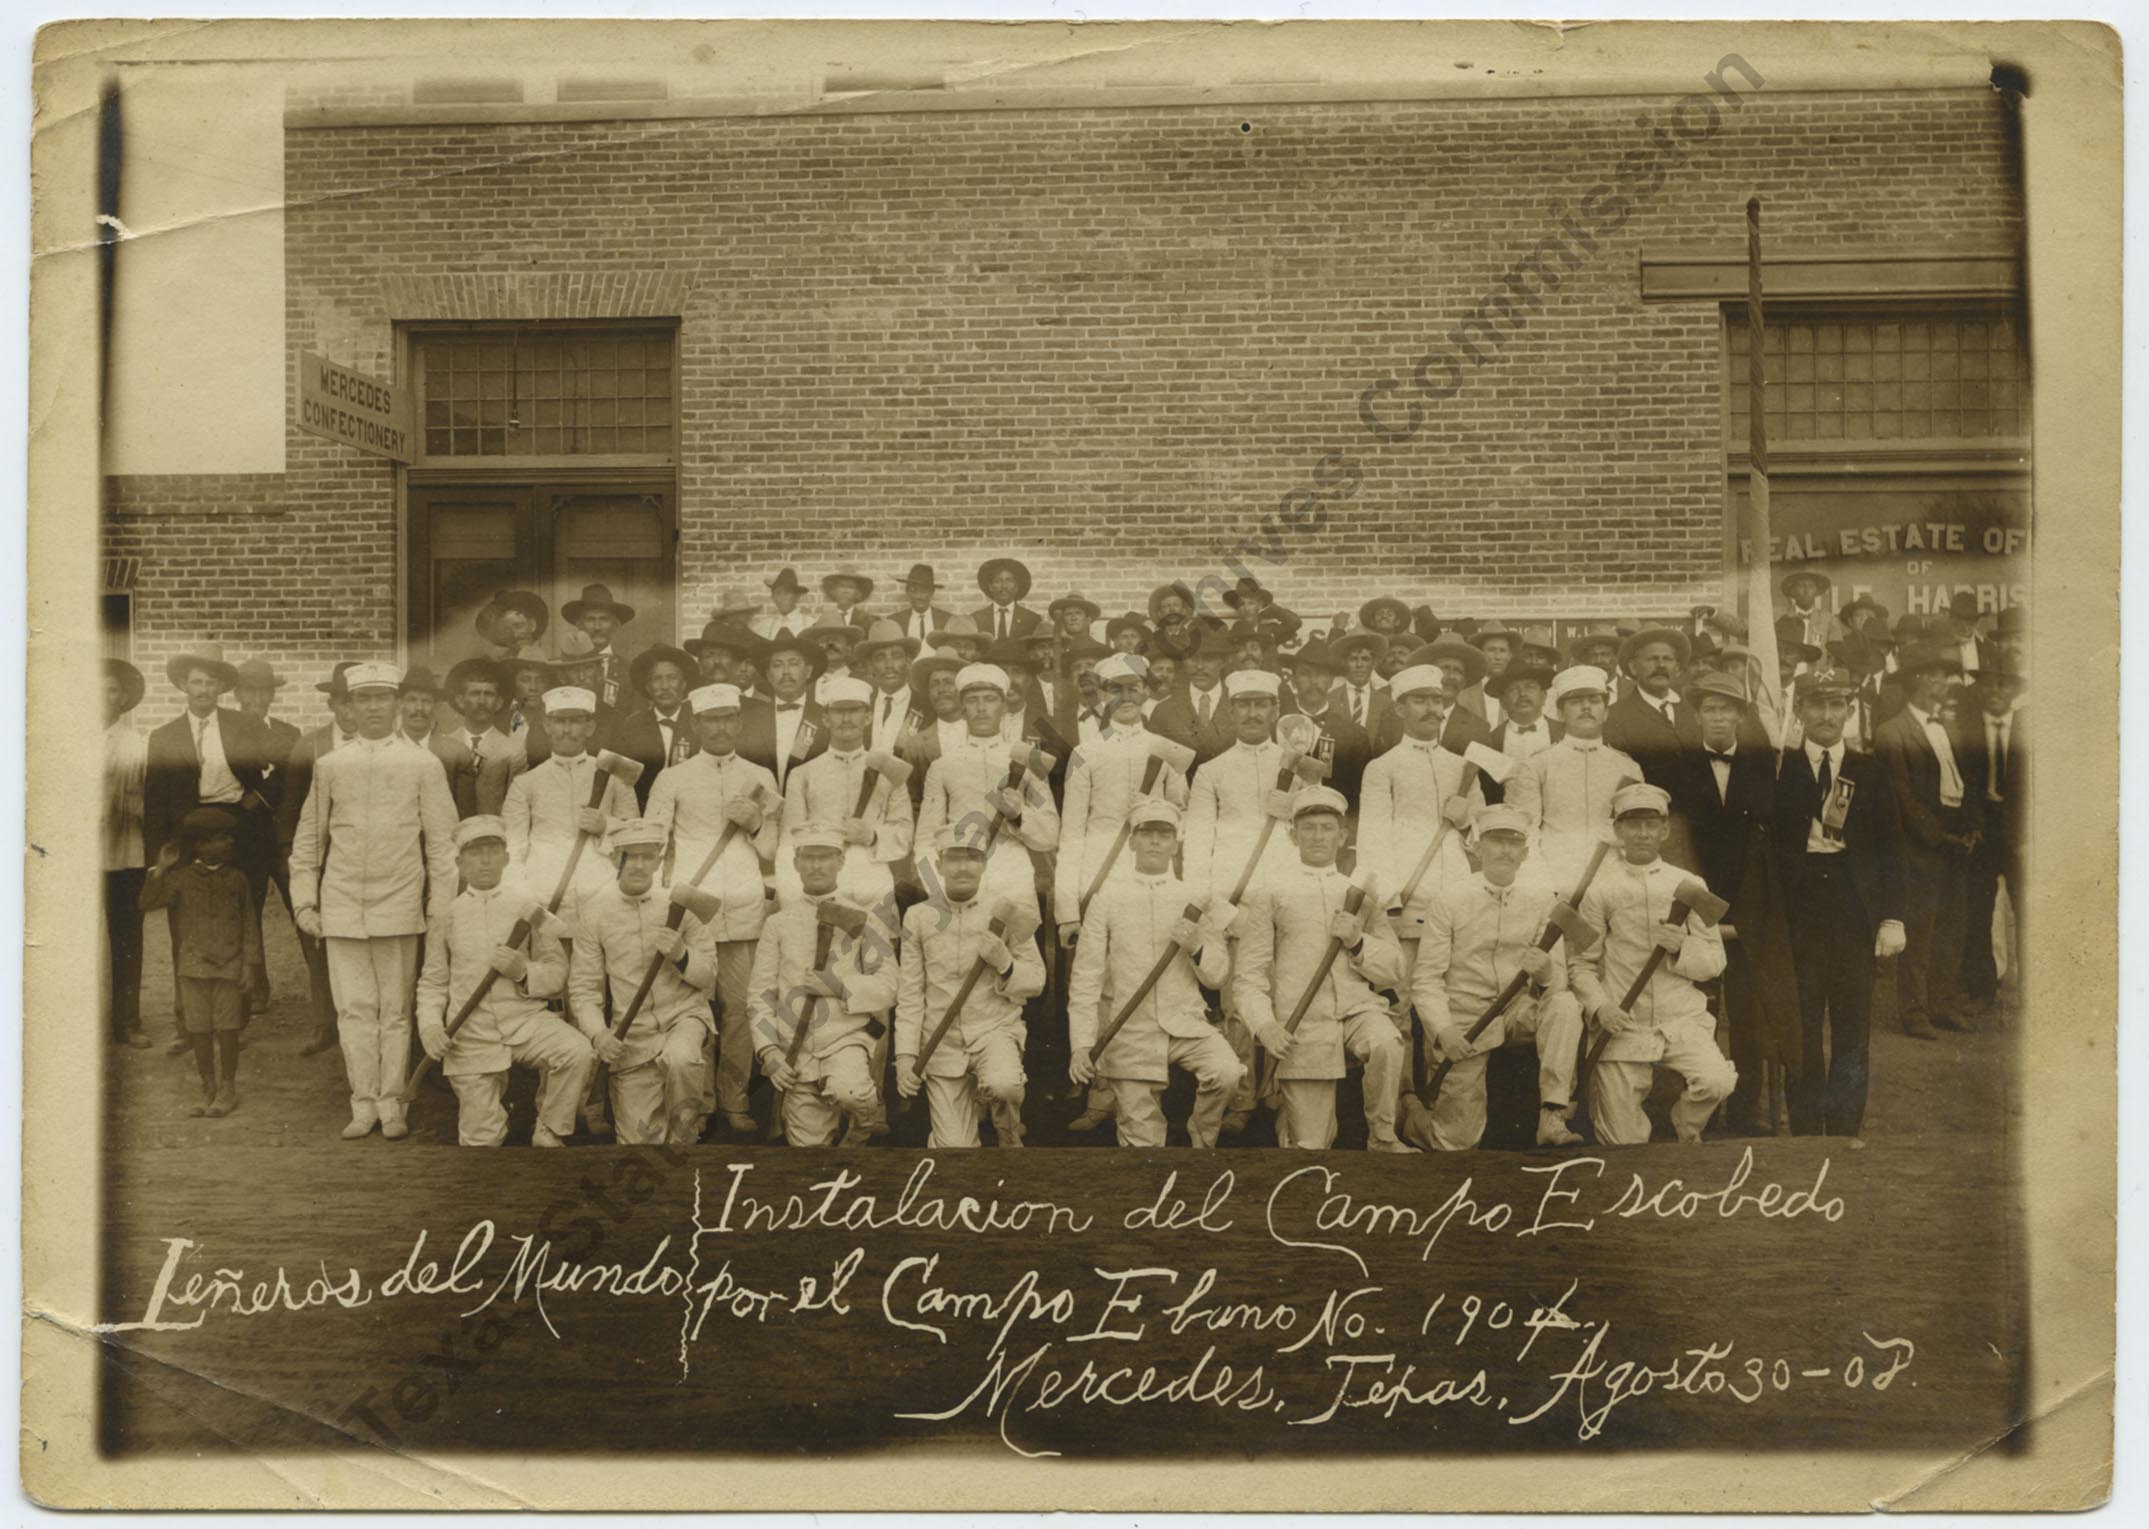 MERCEDES
CONFECTIONERY
REAL ESTATE OF
OF
HARRIS
Instalacion del Campo Escobedo
Leñeros del Mundo por el Campo Ebano No. 1904.
Mercedes, Texas, Agosto 30-08.
Texas State Library and Archives Commission